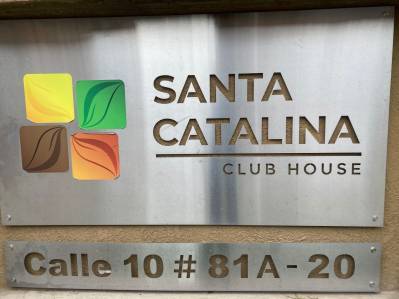 SANTA
CATALINA
CLUB HOUSE
Calle 10 # 81A - 20